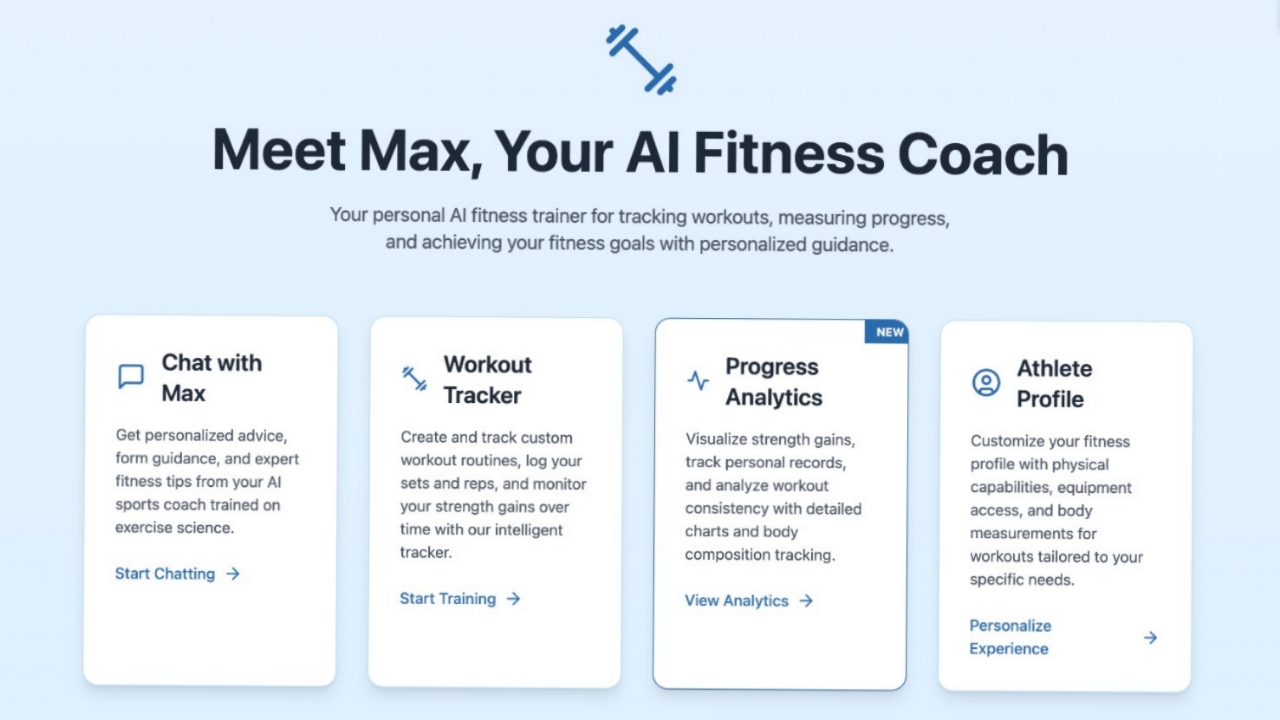 Meet Max, Your AI Fitness Coach
Your personal AI fitness trainer for tracking workouts, measuring progress,
and achieving your fitness goals with personalized guidance.
Chat with
Max
Get personalized advice,
form guidance, and expert
fitness tips from your AI
sports coach trained on
exercise science.
Start Chatting
Workout
Tracker
Create and track custom
workout routines, log your
sets and reps, and monitor
your strength gains over
time with our intelligent
tracker.
Start Training
NEW
Progress
Analytics
Visualize strength gains,
track personal records,
and analyze workout
consistency with detailed
charts and body
composition tracking.
View Analytics
Athlete
Profile
Customize your fitness
profile with physical
capabilities, equipment
access, and body
measurements for
workouts tailored to your
specific needs.
Personalize
Experience